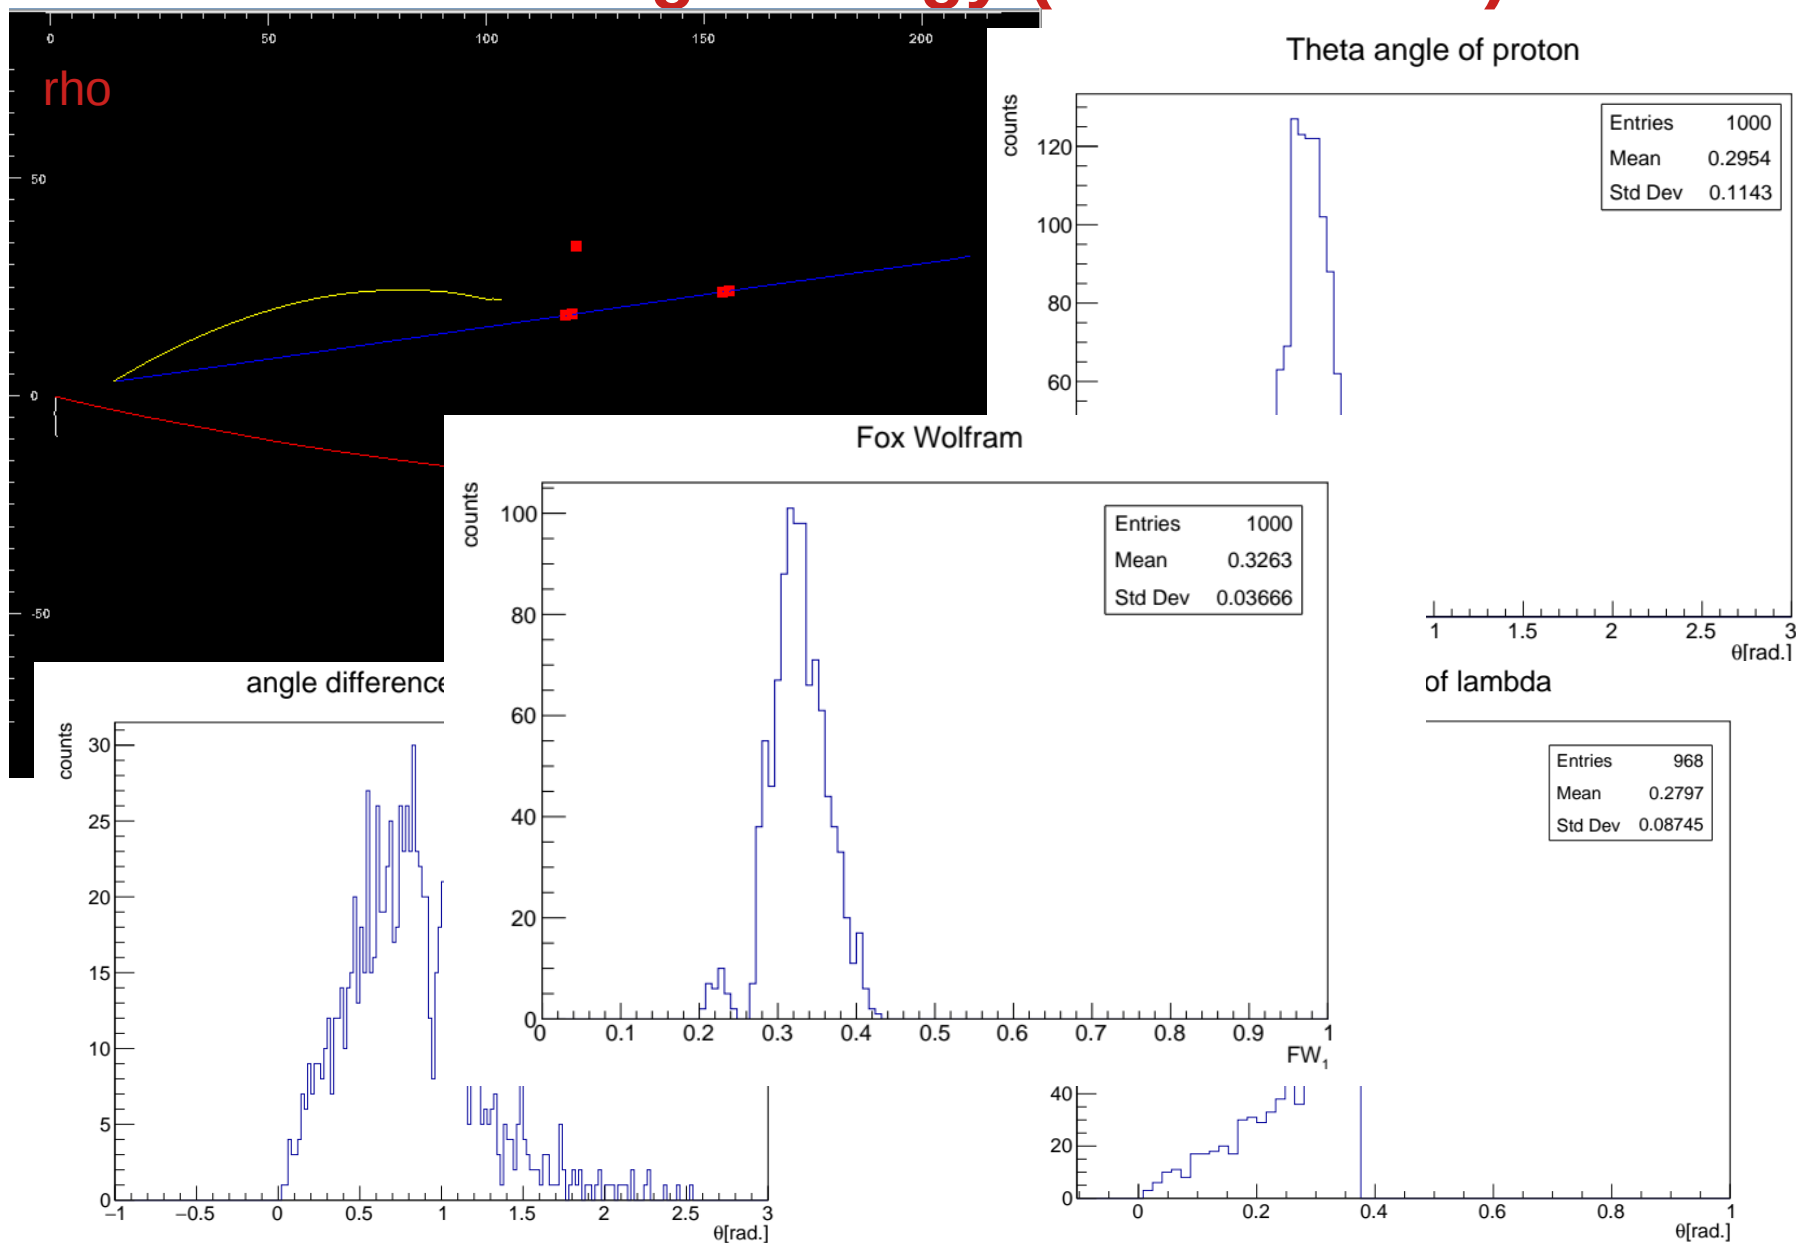 0 50 100 150 200
rho
50
0
-50
Theta angle of proton
counts
120
100
80
60
Entries 1000
Mean 0.2954
Std Dev 0.1143
1 1.5 2 2.5 3
θ[rad.]
Fox Wolfram
counts
100
80
60
40
20
0
Entries 1000
Mean 0.3263
Std Dev 0.03666
0 0.1 0.2 0.3 0.4 0.5 0.6 0.7 0.8 0.9 1
FW1
angle difference
counts
30
25
20
15
10
5
0
−1 −0.5 0 0.5 1 1.5 2 2.5 3
θ[rad.]
of lambda
Entries 968
Mean 0.2797
Std Dev 0.08745
40
20
0
0 0.2 0.4 0.6 0.8 1
θ[rad.]